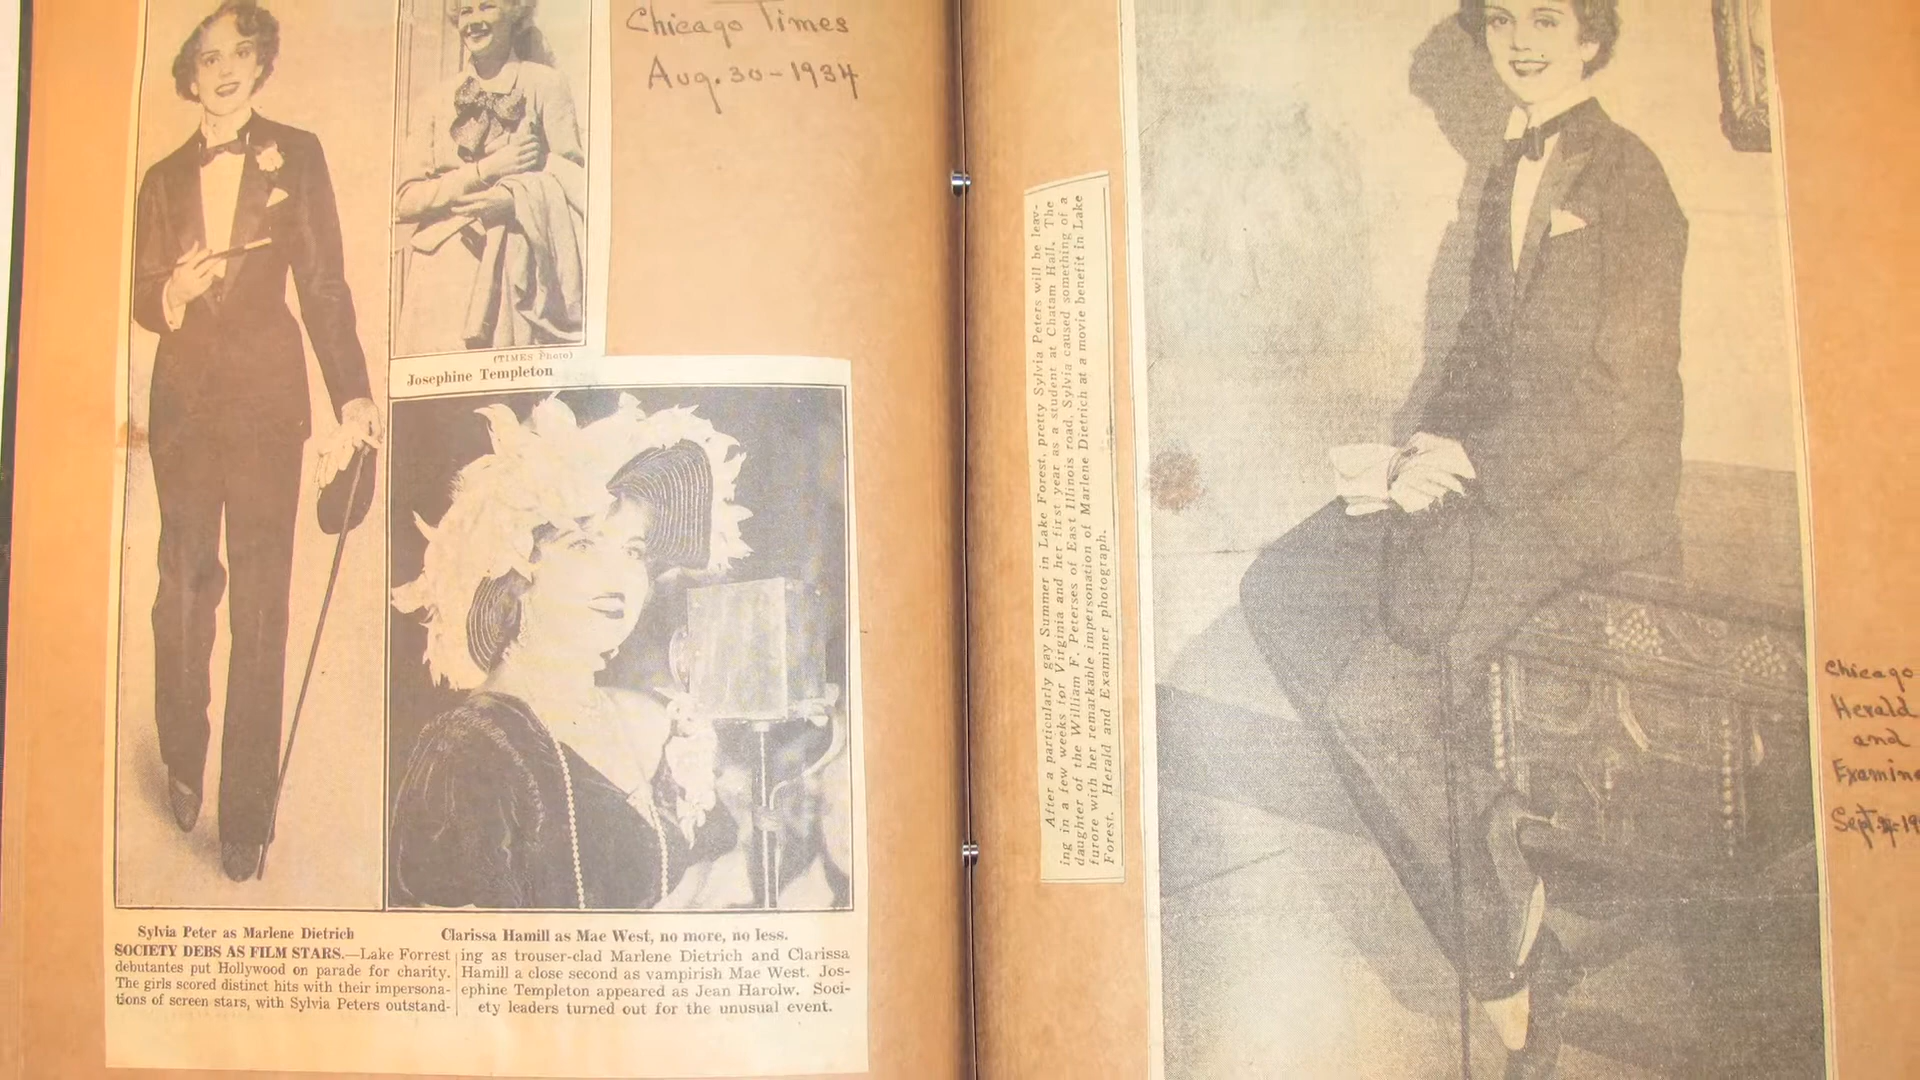 Chicago Times
Aug. 30-1934
(TIMES Photo)
Josephine Templeton
Sylvia Peter as Marlene Dietrich
Clarissa Hamill as Mae West, no more, no less.
SOCIETY DEBS AS FILM STARS.—Lake Forrest
debutantes put Hollywood on parade for charity.
The girls scored distinct hits with their impersona-
tions of screen stars, with Sylvia Peters outstand-
ing as trouser-clad Marlene Dietrich and Clarissa
Hamill a close second as vampirish Mae West. Jos-
ephine Templeton appeared as Jean Harolw. Soci-
ety leaders turned out for the unusual event.
After a particularly gay Summer in Lake Forest, pretty Sylvia Peters will be leav-
ing in a few weeks for Virginia and her first year as a student at Chatam Hall. The
daughter of the William F. Peterses of East Illinois road, Sylvia caused something of a
furore with her remarkable impersonation of Marlene Dietrich at a movie benefit in Lake
Forest. Herald and Examiner photograph.
Chicago
Herald
and
Examine
Sept.